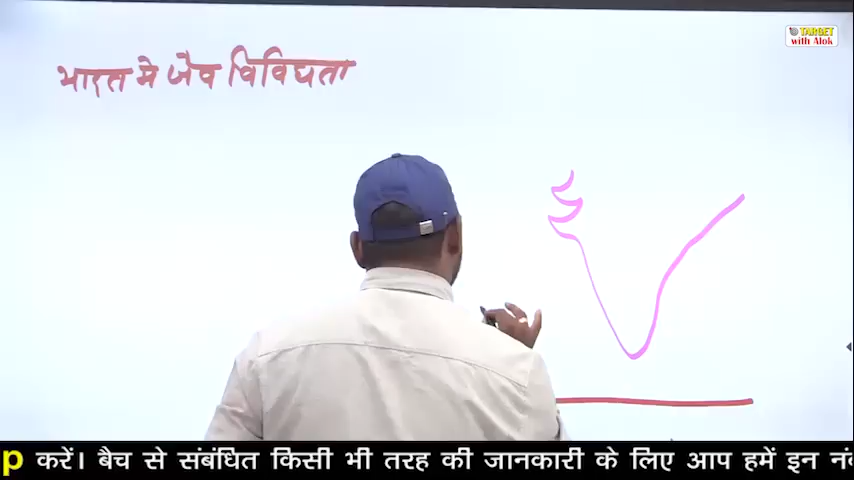 भारत मे जैव विविधता
TARGET
with Alok
p करें। बैच से संबंधित किसी भी तरह की जानकारी के लिए आप हमें इन